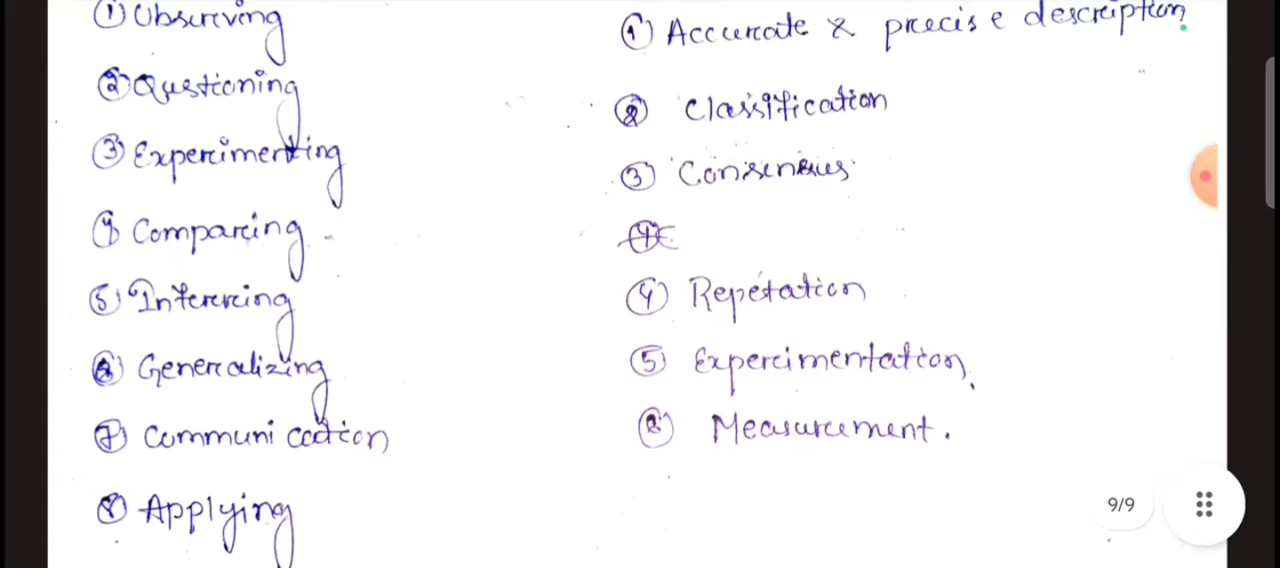 ① Observing
② Questioning
③ Experimenting
④ Comparing
⑤ Inferring
⑥ Generalizing
⑦ Communication
⑧ Applying
① Accurate & precise description.
② Classification
③ Consensus
④ Repetation
⑤ Experimentation
⑥ Measurement.
9/9